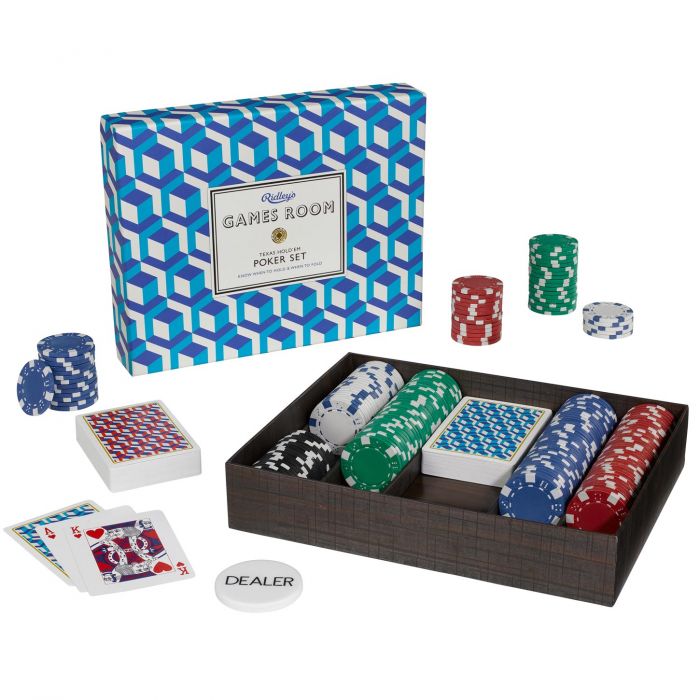 Ridley's
GAMES ROOM
TEXAS HOLD'EM
POKER SET
KNOW WHEN TO HOLD & WHEN TO FOLD
A
K
K
K
DEALER